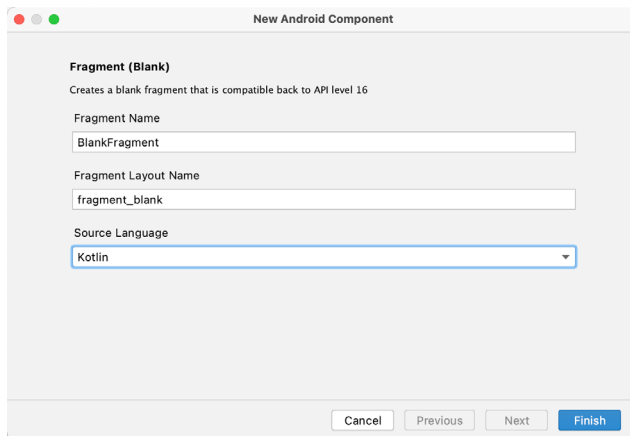 New Android Component
Fragment (Blank)
Creates a blank fragment that is compatible back to API level 16
Fragment Name
BlankFragment
Fragment Layout Name
fragment_blank
Source Language
Kotlin
Cancel Previous Next Finish